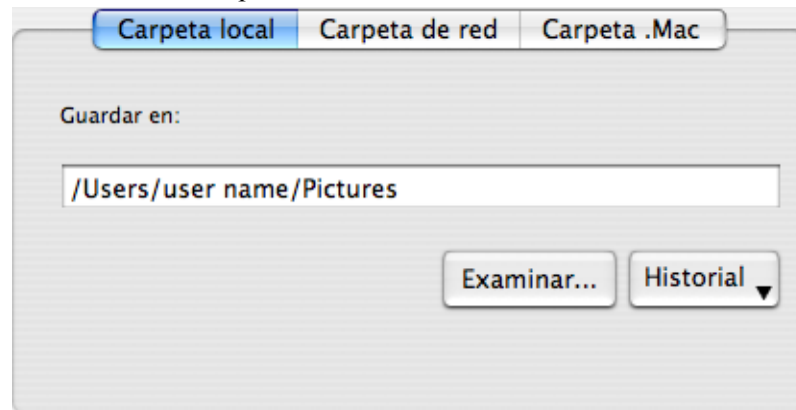 Carpeta local Carpeta de red Carpeta .Mac
Guardar en:
/Users/user name/Pictures
Examinar... Historial